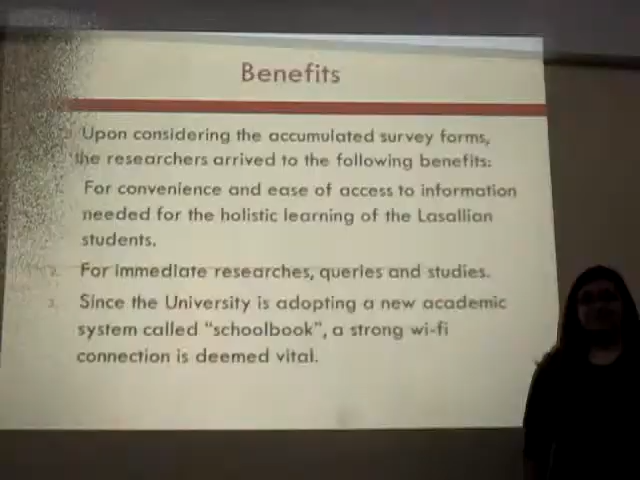 Benefits
Upon considering the accumulated survey forms,
the researchers arrived to the following benefits:
For convenience and ease of access to information
needed for the holistic learning of the Lasallian
students.
2. For immediate researches, queries and studies.
3. Since the University is adopting a new academic
system called “schoolbook”, a strong wi-fi
connection is deemed vital.